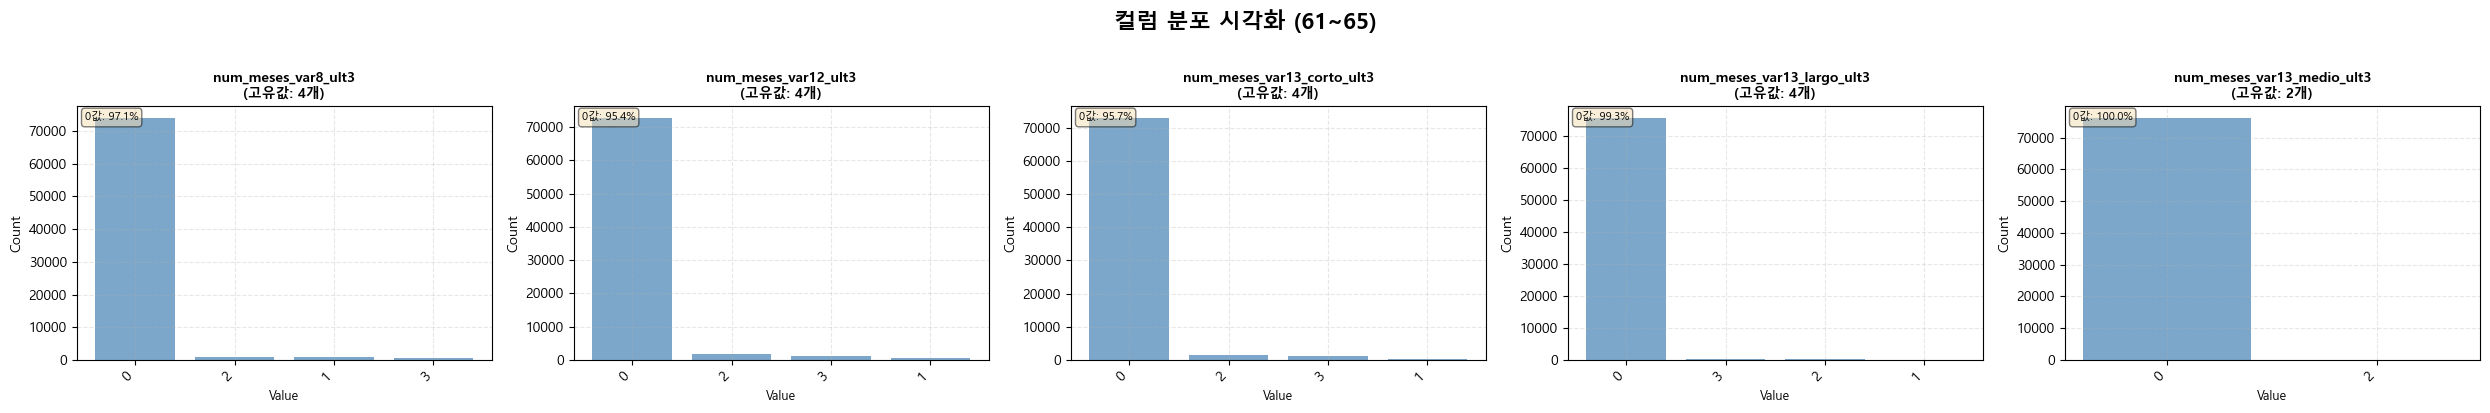 컬럼 분포 시각화 (61~65)
num_meses_var8_ult3
(고유값: 4개)
0값: 97.1%
70000
60000
50000
40000
30000
20000
10000
0
Count
0
2
1
3
Value
num_meses_var12_ult3
(고유값: 4개)
0값: 95.4%
70000
60000
50000
40000
30000
20000
10000
0
Count
0
2
3
1
Value
num_meses_var13_corto_ult3
(고유값: 4개)
0값: 95.7%
70000
60000
50000
40000
30000
20000
10000
0
Count
0
2
3
1
Value
num_meses_var13_largo_ult3
(고유값: 4개)
0값: 99.3%
70000
60000
50000
40000
30000
20000
10000
0
Count
0
3
2
1
Value
num_meses_var13_medio_ult3
(고유값: 2개)
0값: 100.0%
70000
60000
50000
40000
30000
20000
10000
0
Count
0
2
Value